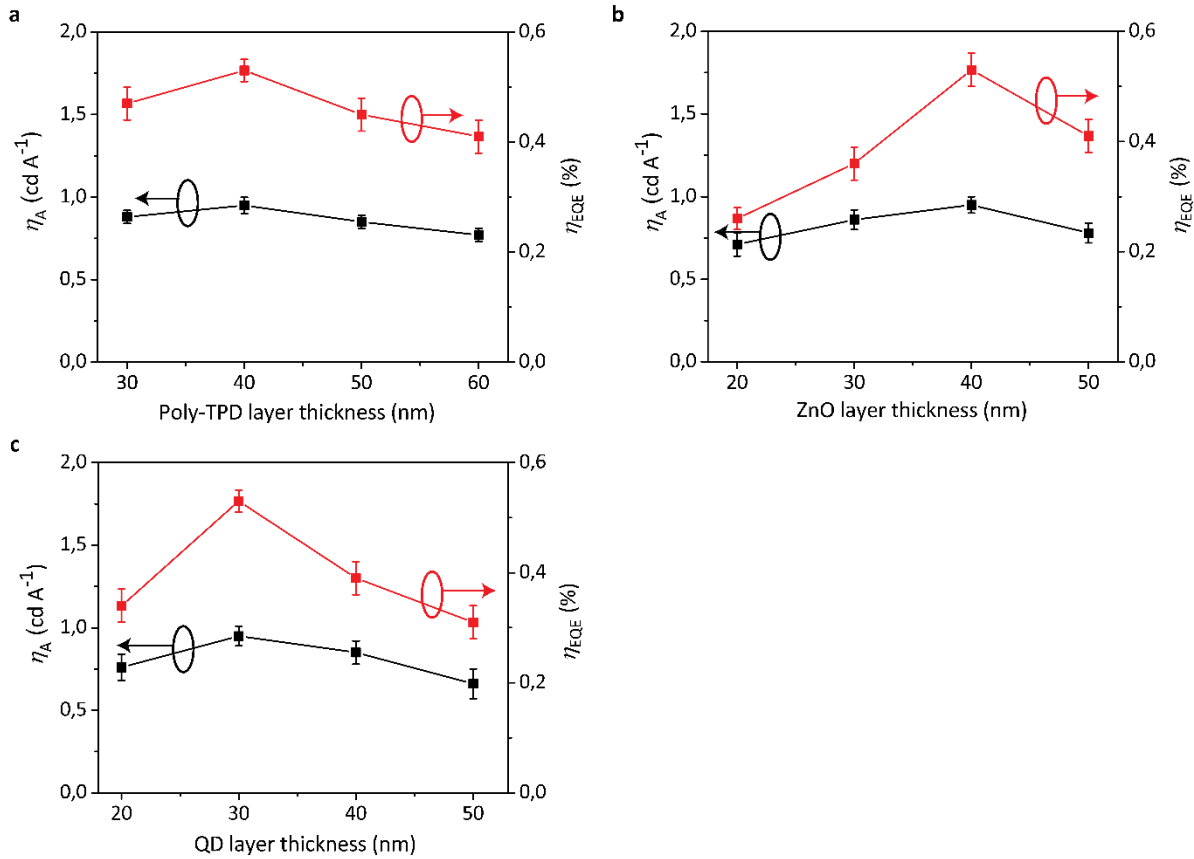 a
2,0
1,5
1,0
0,5
0,0
ηA (cd A⁻¹)
0,6
0,4
0,2
0,0
ηEQE (%)
30 40 50 60
Poly-TPD layer thickness (nm)
b
2,0
1,5
1,0
0,5
0,0
ηA (cd A⁻¹)
0,6
0,4
0,2
0,0
ηEQE (%)
20 30 40 50
ZnO layer thickness (nm)
c
2,0
1,5
1,0
0,5
0,0
ηA (cd A⁻¹)
0,6
0,4
0,2
0,0
ηEQE (%)
20 30 40 50
QD layer thickness (nm)